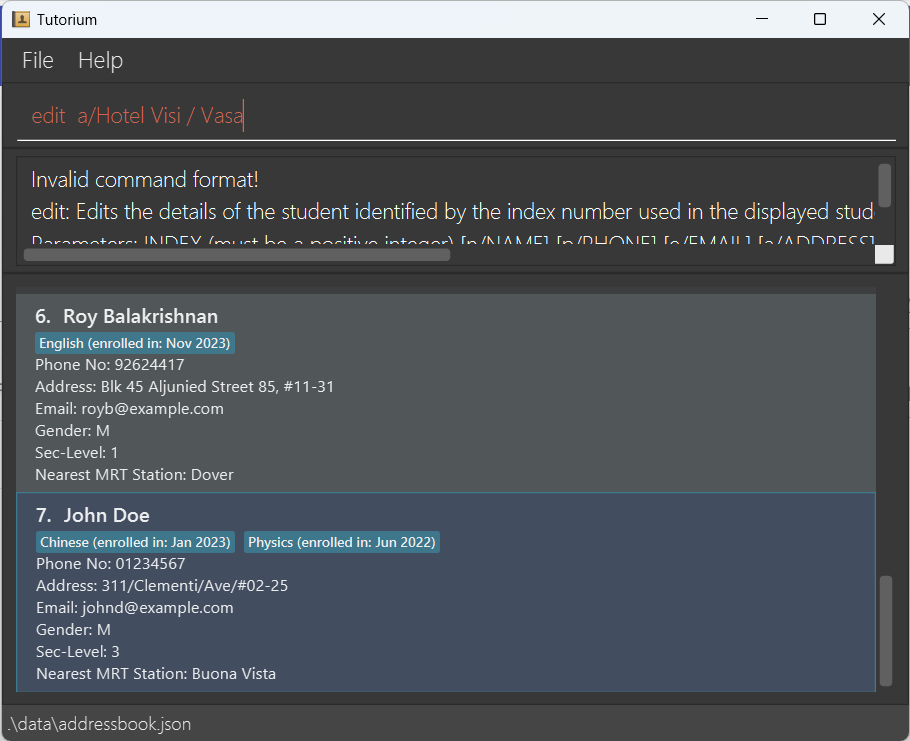 Tutorium
File Help
edit  a/Hotel Visi / Vasa
Invalid command format!
edit: Edits the details of the student identified by the index number used in the displayed stud
Parameters: INDEX (must be a positive integer) [n/NAME] [p/PHONE] [e/EMAIL] [a/ADDRESS]
6. Roy Balakrishnan
English (enrolled in: Nov 2023)
Phone No: 92624417
Address: Blk 45 Aljunied Street 85, #11-31
Email: royb@example.com
Gender: M
Sec-Level: 1
Nearest MRT Station: Dover
7. John Doe
Chinese (enrolled in: Jan 2023) Physics (enrolled in: Jun 2022)
Phone No: 01234567
Address: 311/Clementi/Ave/#02-25
Email: johnd@example.com
Gender: M
Sec-Level: 3
Nearest MRT Station: Buona Vista
.\data\addressbook.json